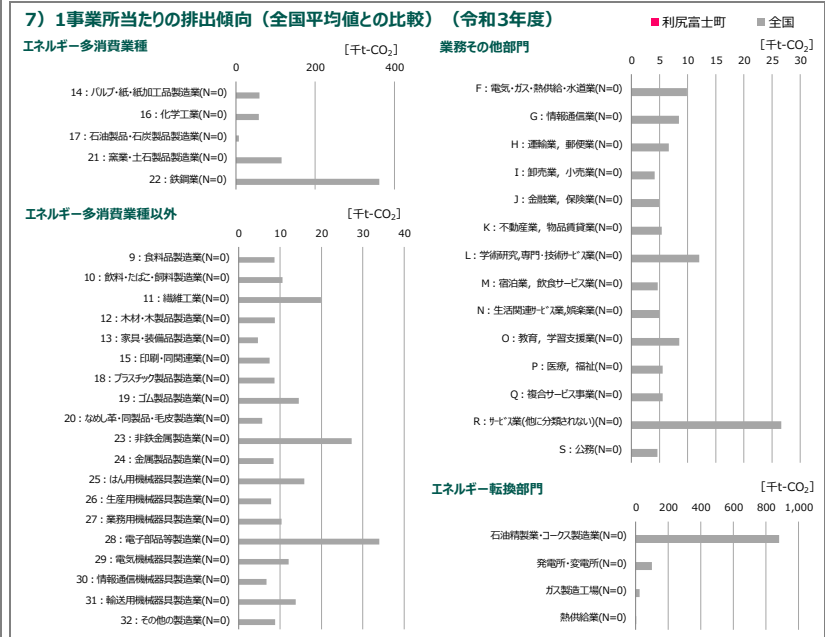 7）1事業所当たりの排出傾向（全国平均値との比較）（令和3年度）
■利尻富士町 ■全国
エネルギー多消費業種
[千t-CO₂]
0 200 400
14：パルプ・紙・紙加工品製造業(N=0)
16：化学工業(N=0)
17：石油製品・石炭製品製造業(N=0)
21：窯業・土石製品製造業(N=0)
22：鉄鋼業(N=0)
エネルギー多消費業種以外
[千t-CO₂]
0 10 20 30 40
9：食料品製造業(N=0)
10：飲料・たばこ・飼料製造業(N=0)
11：繊維工業(N=0)
12：木材・木製品製造業(N=0)
13：家具・装備品製造業(N=0)
15：印刷・同関連業(N=0)
18：プラスチック製品製造業(N=0)
19：ゴム製品製造業(N=0)
20：なめし革・同製品・毛皮製造業(N=0)
23：非鉄金属製造業(N=0)
24：金属製品製造業(N=0)
25：はん用機械器具製造業(N=0)
26：生産用機械器具製造業(N=0)
27：業務用機械器具製造業(N=0)
28：電子部品等製造業(N=0)
29：電気機械器具製造業(N=0)
30：情報通信機械器具製造業(N=0)
31：輸送用機械器具製造業(N=0)
32：その他の製造業(N=0)
業務その他部門
[千t-CO₂]
0 5 10 15 20 25 30
F：電気・ガス・熱供給・水道業(N=0)
G：情報通信業(N=0)
H：運輸業，郵便業(N=0)
I：卸売業，小売業(N=0)
J：金融業，保険業(N=0)
K：不動産業，物品賃貸業(N=0)
L：学術研究,専門・技術サービス業(N=0)
M：宿泊業，飲食サービス業(N=0)
N：生活関連サービス業,娯楽業(N=0)
O：教育，学習支援業(N=0)
P：医療，福祉(N=0)
Q：複合サービス事業(N=0)
R：サービス業(他に分類されない)(N=0)
S：公務(N=0)
エネルギー転換部門
[千t-CO₂]
0 200 400 600 800 1,000
石油精製業・コークス製造業(N=0)
発電所・変電所(N=0)
ガス製造工場(N=0)
熱供給業(N=0)